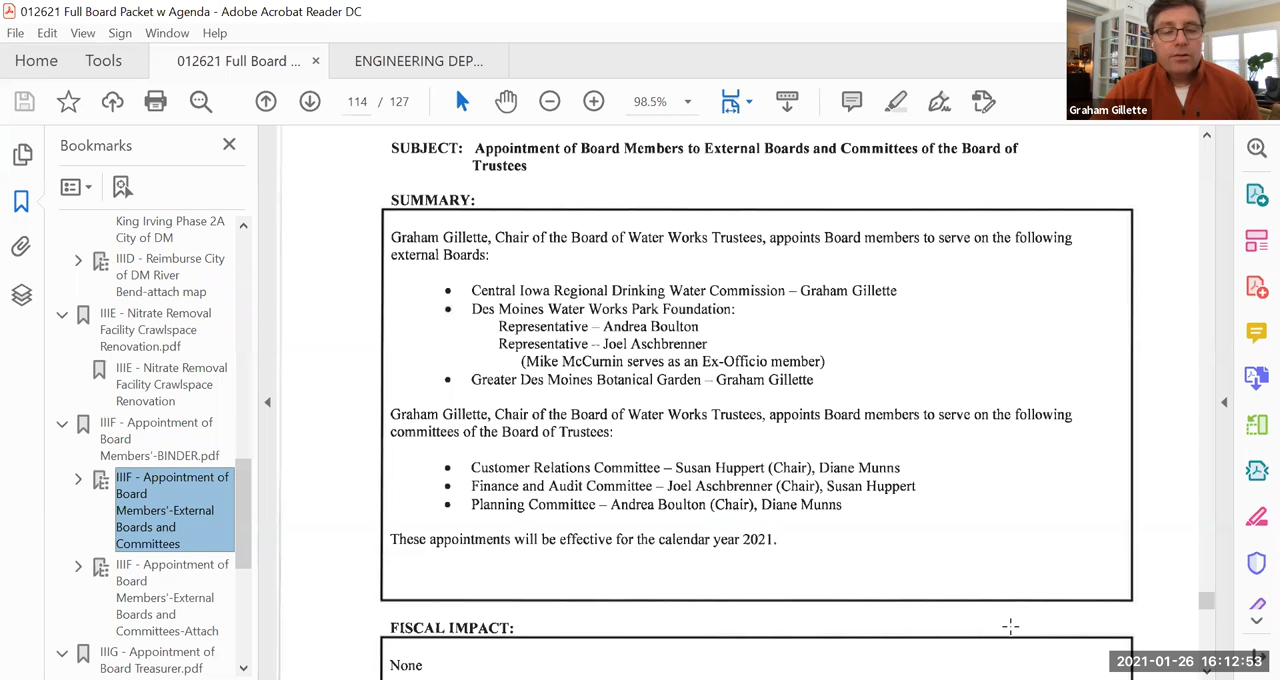 012621 Full Board Packet w Agenda - Adobe Acrobat Reader DC
File Edit View Sign Window Help
Home Tools 012621 Full Board ... × ENGINEERING DEP...
114 / 127 98.5%
Graham Gillette
Bookmarks
King Irving Phase 2A
City of DM
IIID - Reimburse City
of DM River
Bend-attach map
IIIE - Nitrate Removal
Facility Crawlspace
Renovation.pdf
IIIE - Nitrate Removal
Facility Crawlspace
Renovation
IIIF - Appointment of
Board
Members'-BINDER.pdf
IIIF - Appointment of
Board
Members'-External
Boards and
Committees
IIIF - Appointment of
Board
Members'-External
Boards and
Committees-Attach
IIIG - Appointment of
Board Treasurer.pdf
SUBJECT: Appointment of Board Members to External Boards and Committees of the Board of
Trustees
SUMMARY:
Graham Gillette, Chair of the Board of Water Works Trustees, appoints Board members to serve on the following
external Boards:
• Central Iowa Regional Drinking Water Commission – Graham Gillette
• Des Moines Water Works Park Foundation:
Representative – Andrea Boulton
Representative -- Joel Aschbrenner
(Mike McCurnin serves as an Ex-Officio member)
• Greater Des Moines Botanical Garden – Graham Gillette
Graham Gillette, Chair of the Board of Water Works Trustees, appoints Board members to serve on the following
committees of the Board of Trustees:
• Customer Relations Committee – Susan Huppert (Chair), Diane Munns
• Finance and Audit Committee – Joel Aschbrenner (Chair), Susan Huppert
• Planning Committee – Andrea Boulton (Chair), Diane Munns
These appointments will be effective for the calendar year 2021.
FISCAL IMPACT:
None
2021-01-26 16:12:53